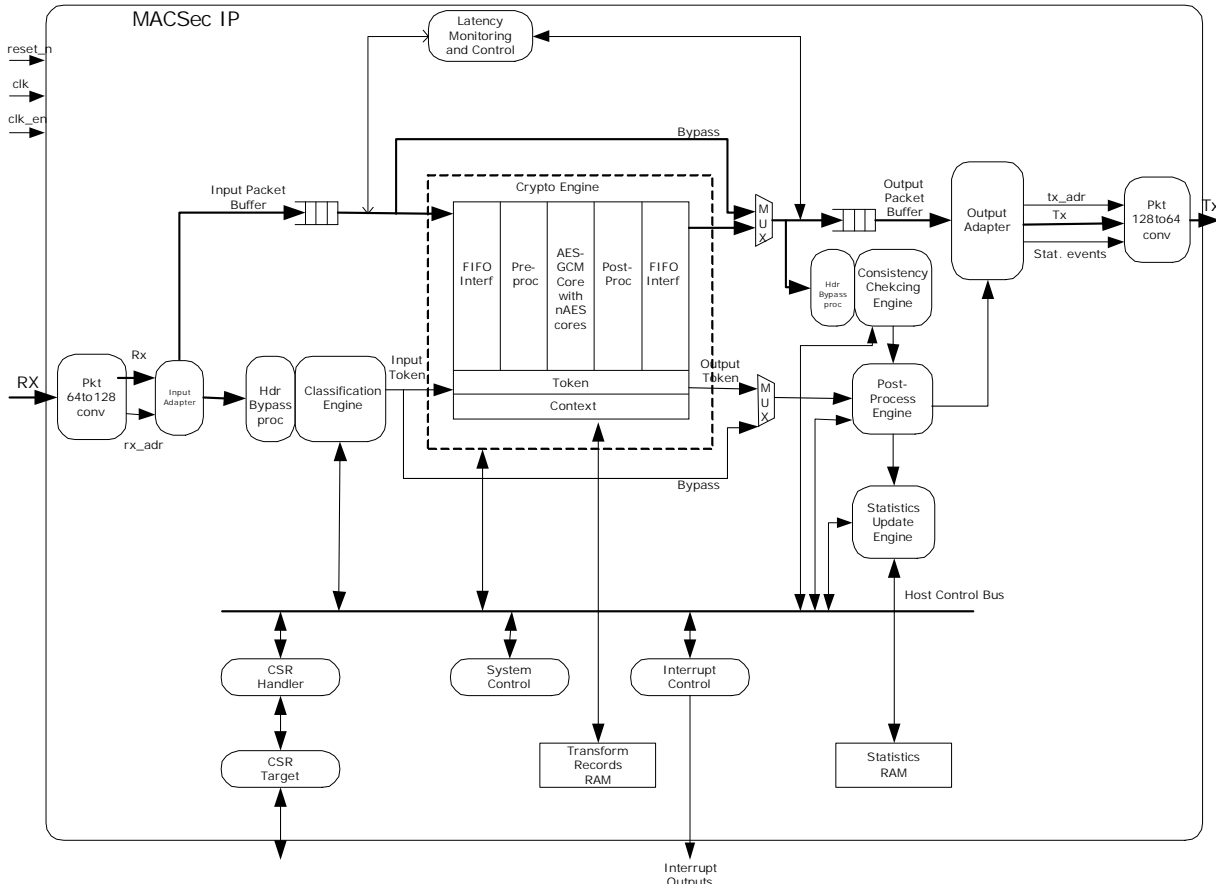 MACSec IP
reset_n
clk
clk_en
Latency
Monitoring
and Control
Bypass
Input Packet
Buffer
Crypto Engine
FIFO
Interf
Pre-
proc
AES-
GCM
Core
with
nAES
cores
Post-
Proc
FIFO
Interf
Token
Context
MUX
Output
Packet
Buffer
Output
Adapter
tx_adr
Tx
Stat. events
Pkt
128to64
conv
Tx
Hdr
Bypass
proc
Consistency
Chekcing
Engine
RX
Pkt
64to128
conv
Rx
rx_adr
Input
Adapter
Hdr
Bypass
proc
Classification
Engine
Input
Token
Output
Token
MUX
Bypass
Post-
Process
Engine
Statistics
Update
Engine
Host Control Bus
CSR
Handler
System
Control
Interrupt
Control
CSR
Target
Transform
Records
RAM
Statistics
RAM
Interrupt
Outputs